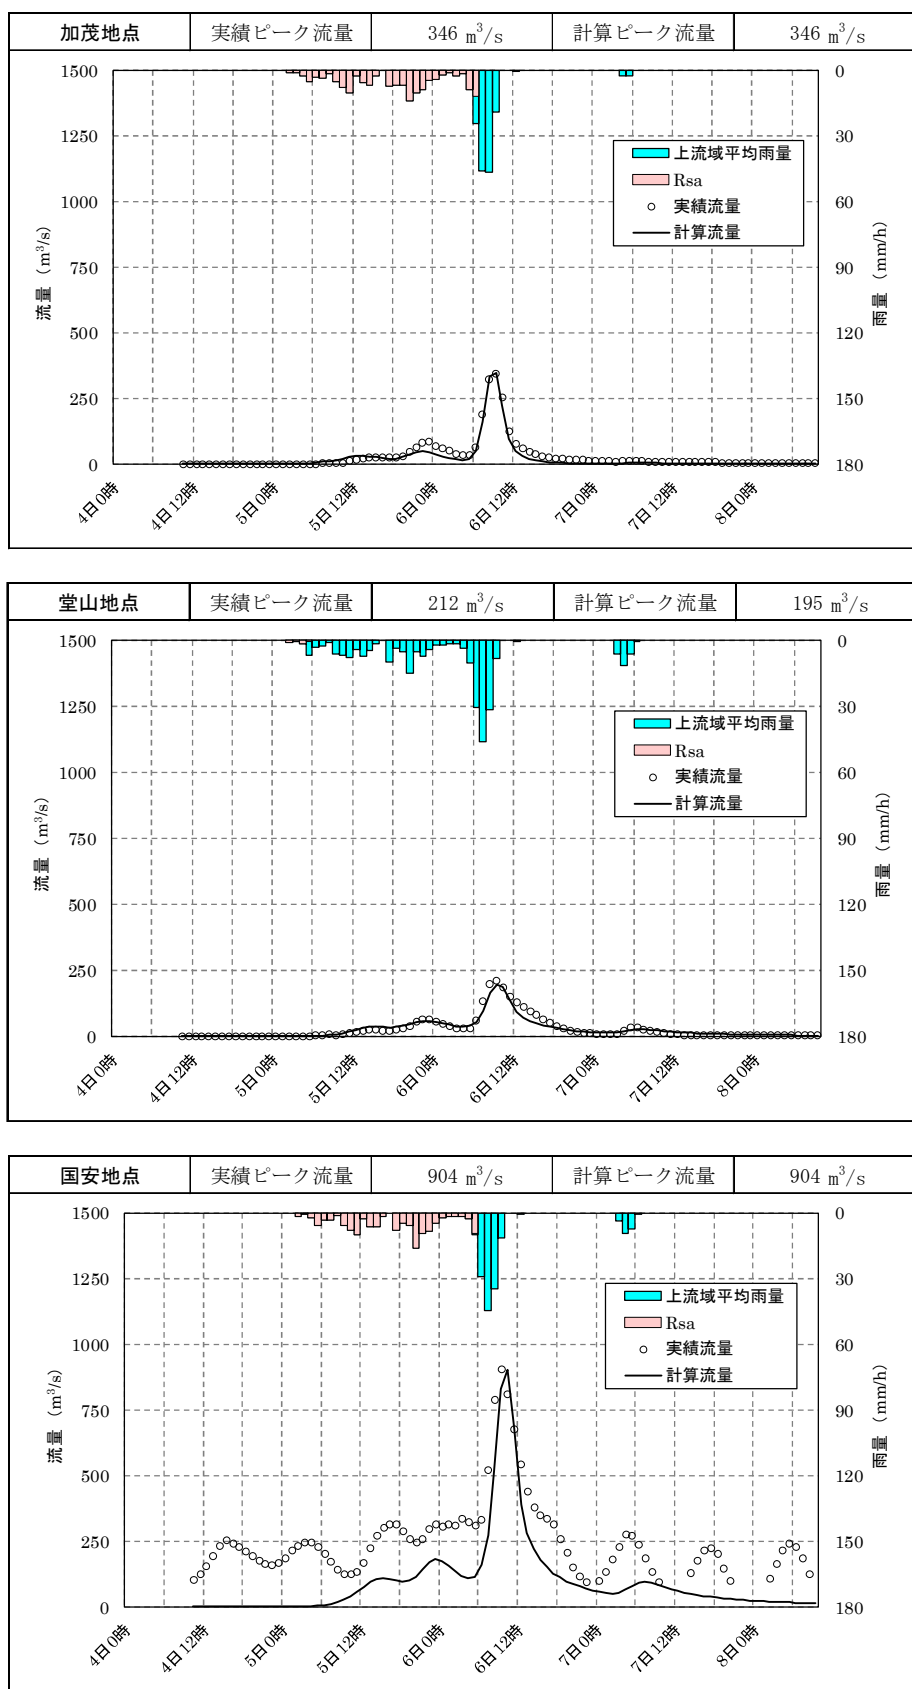 加茂地点 実績ピーク流量 346 m³/s 計算ピーク流量 346 m³/s
1500 0
1250 30
上流域平均雨量
Rsa
1000 60
実績流量
計算流量
750 90
500 120
250 150
0 180
流量（m³/s）
雨量（mm/h）
4日0時 4日12時 5日0時 5日12時 6日0時 6日12時 7日0時 7日12時 8日0時
堂山地点 実績ピーク流量 212 m³/s 計算ピーク流量 195 m³/s
1500 0
1250 30
上流域平均雨量
Rsa
1000 60
実績流量
計算流量
750 90
500 120
250 150
0 180
流量（m³/s）
雨量（mm/h）
4日0時 4日12時 5日0時 5日12時 6日0時 6日12時 7日0時 7日12時 8日0時
国安地点 実績ピーク流量 904 m³/s 計算ピーク流量 904 m³/s
1500 0
1250 30
上流域平均雨量
Rsa
1000 60
実績流量
計算流量
750 90
500 120
250 150
0 180
流量（m³/s）
雨量（mm/h）
4日0時 4日12時 5日0時 5日12時 6日0時 6日12時 7日0時 7日12時 8日0時